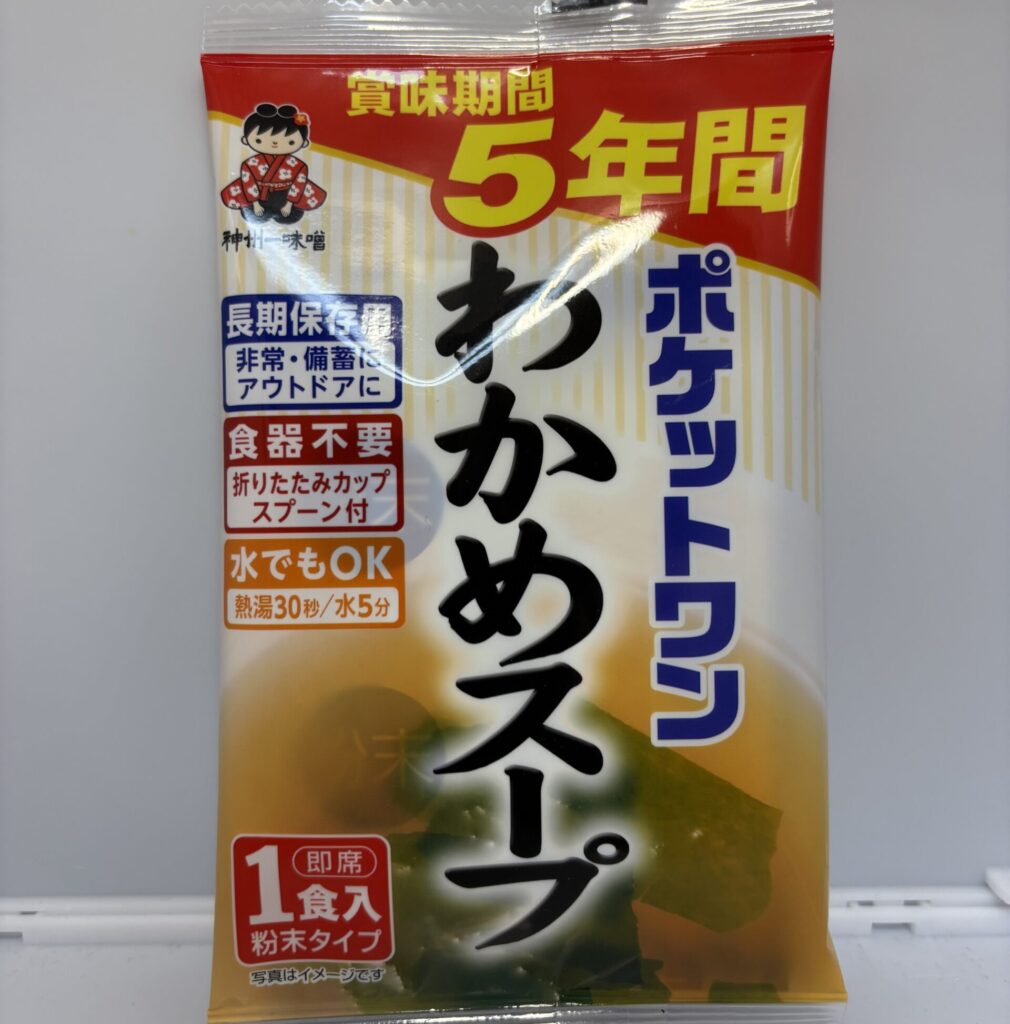 賞味期間
5年間
神州一味噌
ポケットワン
わかめスープ
長期保存用
非常・備蓄に
アウトドアに
食器不要
折りたたみカップ
スプーン付
水でもOK
熱湯30秒/水5分
即席
1食入
粉末タイプ
写真はイメージです